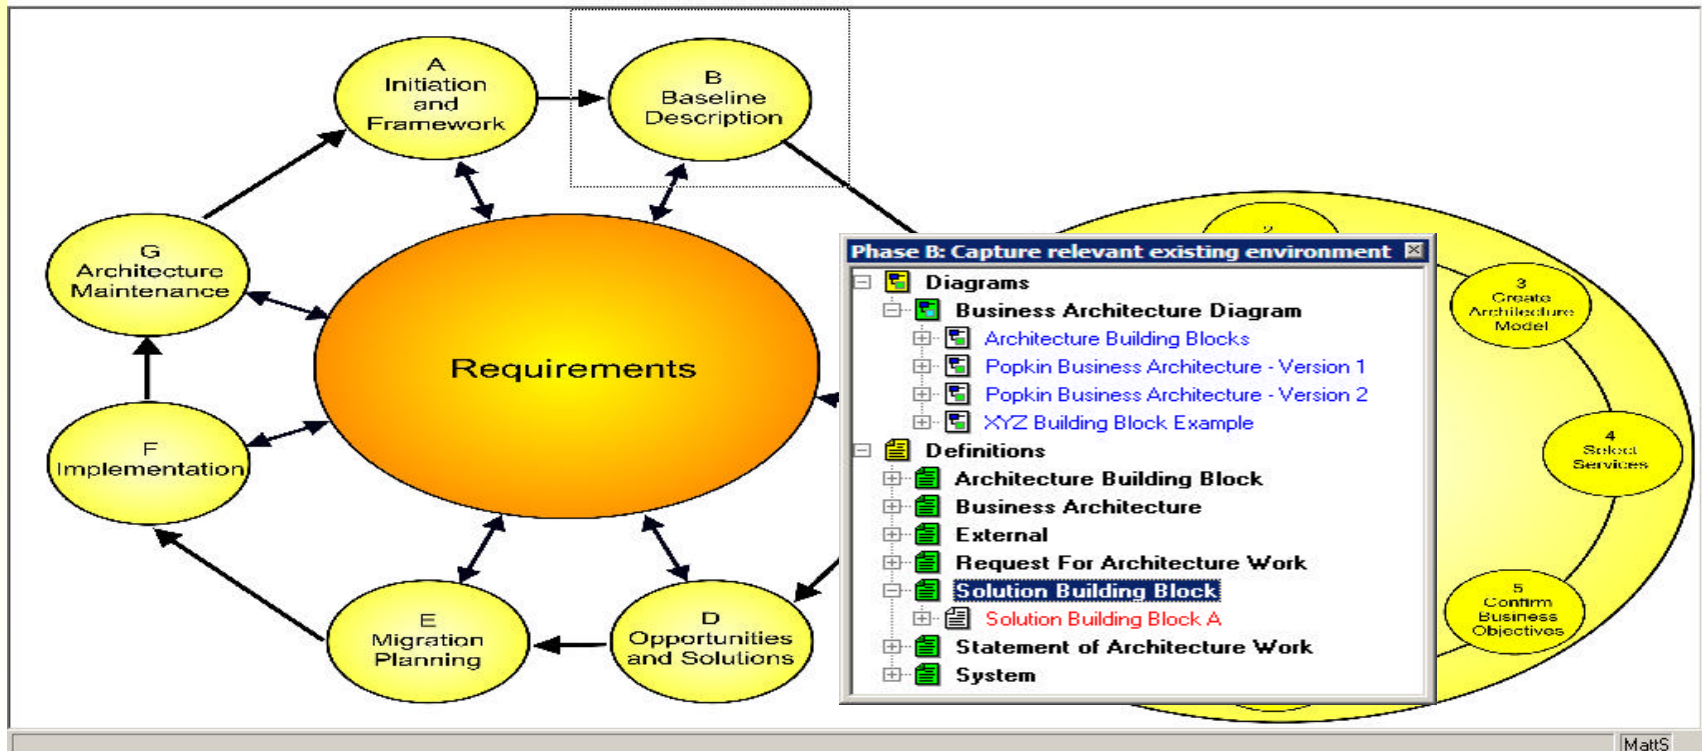 A
Initiation
and
Framework
B
Baseline
Description
G
Architecture
Maintenance
Requirements
F
Implementation
E
Migration
Planning
D
Opportunities
and Solutions
2
Phase B: Capture relevant existing environment
Diagrams
Business Architecture Diagram
Architecture Building Blocks
Popkin Business Architecture - Version 1
Popkin Business Architecture - Version 2
XYZ Building Block Example
Definitions
Architecture Building Block
Business Architecture
External
Request For Architecture Work
Solution Building Block
Solution Building Block A
Statement of Architecture Work
System
3
Create
Architecture
Model
4
Select
Services
5
Confirm
Business
Objectives
MattS